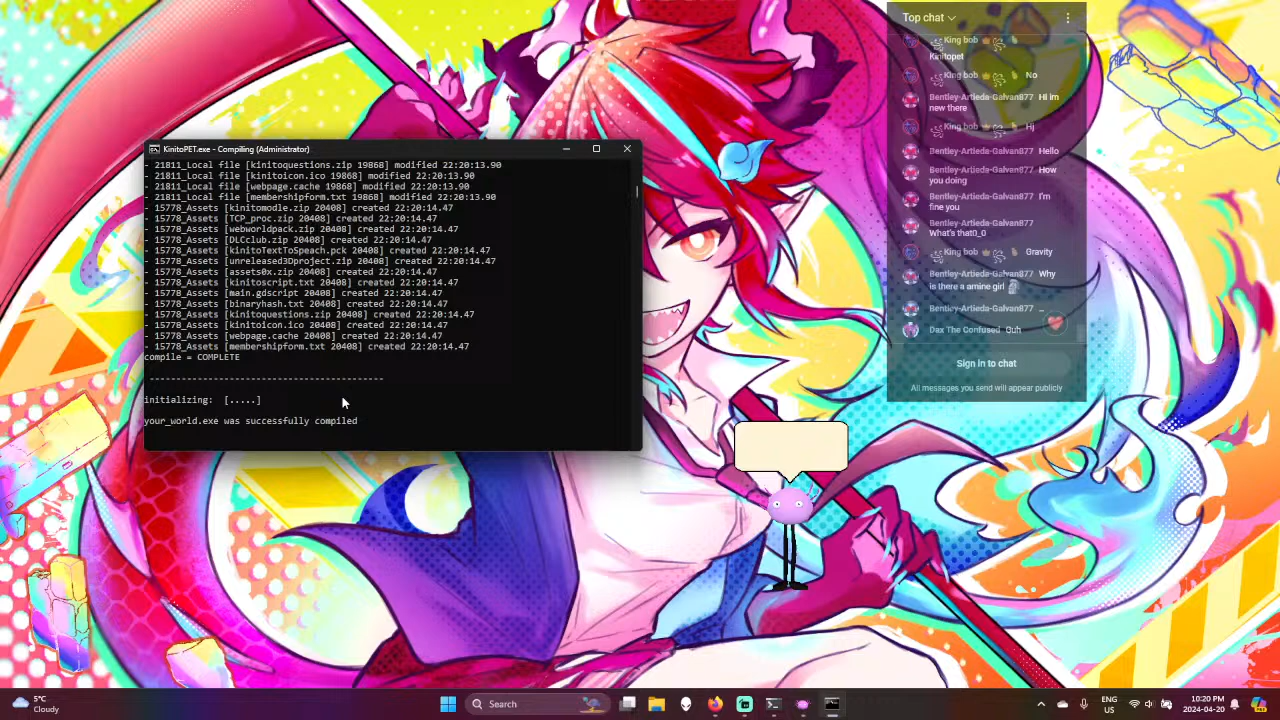 KinitoPET.exe - Compiling (Administrator)
- 21811_Local file [kinitoquestions.zip 19868] modified 22:20:13.90
- 21811_Local file [kinitoicon.ico 19868] modified 22:20:13.90
- 21811_Local file [webpage.cache 19868] modified 22:20:13.90
- 21811_Local file [membershipform.txt 19868] modified 22:20:13.90
- 15778_Assets [kinitomodle.zip 20408] created 22:20:14.47
- 15778_Assets [TCP_proc.zip 20408] created 22:20:14.47
- 15778_Assets [webworldpack.zip 20408] created 22:20:14.47
- 15778_Assets [DLCclub.zip 20408] created 22:20:14.47
- 15778_Assets [kinitoTextToSpeach.pck 20408] created 22:20:14.47
- 15778_Assets [unreleased3DDproject.zip 20408] created 22:20:14.47
- 15778_Assets [assets0x.zip 20408] created 22:20:14.47
- 15778_Assets [kinitoscript.txt 20408] created 22:20:14.47
- 15778_Assets [main.gdscript 20408] created 22:20:14.47
- 15778_Assets [binaryhash.txt 20408] created 22:20:14.47
- 15778_Assets [kinitoquestions.zip 20408] created 22:20:14.47
- 15778_Assets [kinitoicon.ico 20408] created 22:20:14.47
- 15778_Assets [webpage.cache 20408] created 22:20:14.47
- 15778_Assets [membershipform.txt 20408] created 22:20:14.47
compile = COMPLETE
--------------------------------------------
initializing: [.....]
your_world.exe was successfully compiled
Top chat
King bob
Kinitopet
King bob No
Bentley-Artieda-Galvan877 Hi im
new there
King bob Hj
Bentley-Artieda-Galvan877 Hello
Bentley-Artieda-Galvan877 How
you doing
Bentley-Artieda-Galvan877 I'm
fine you
Bentley-Artieda-Galvan877
What's that0_0
King bob Gravity
Bentley-Artieda-Galvan877 Why
is there a amine girl
Bentley-Artieda-Galvan877 ..
Dax The Confused Guh
Sign in to chat
All messages you send will appear publicly
5°C
Cloudy
Search
ENG
US
10:20 PM
2024-04-20